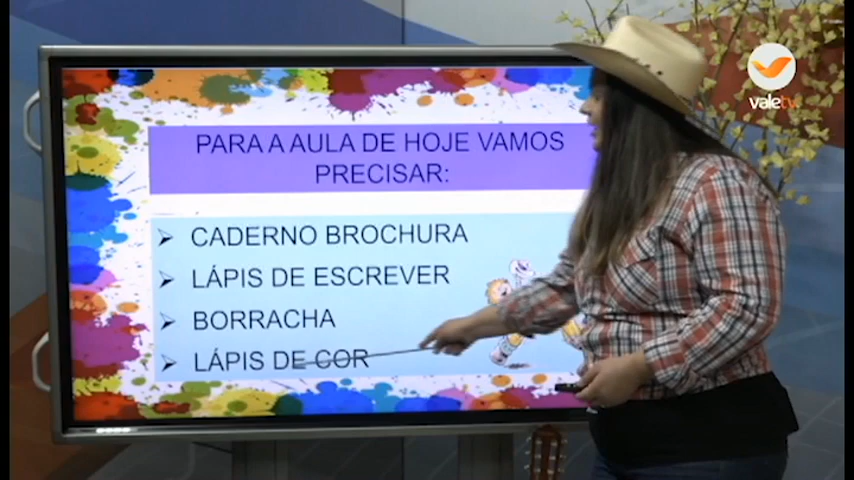 valetv
PARA A AULA DE HOJE VAMOS
PRECISAR:
CADERNO BROCHURA
LÁPIS DE ESCREVER
BORRACHA
LÁPIS DE COR